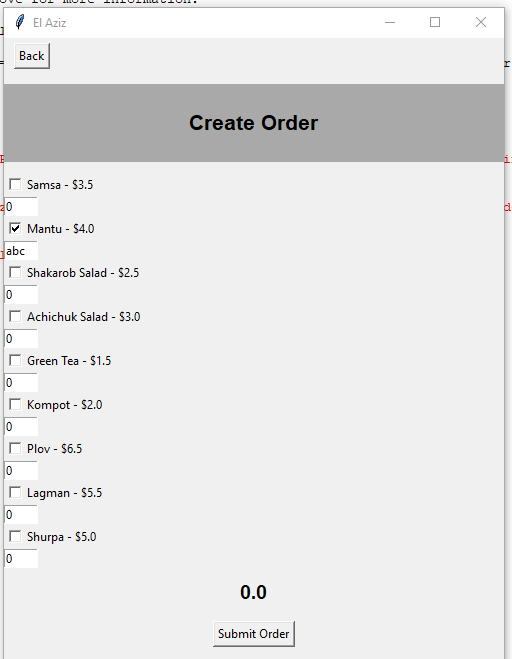 ove for more information.
El Aziz
Back
Create Order
Samsa - $3.5
0
Mantu - $4.0
abc
Shakarob Salad - $2.5
0
Achichuk Salad - $3.0
0
Green Tea - $1.5
0
Kompot - $2.0
0
Plov - $6.5
0
Lagman - $5.5
0
Shurpa - $5.0
0
0.0
Submit Order